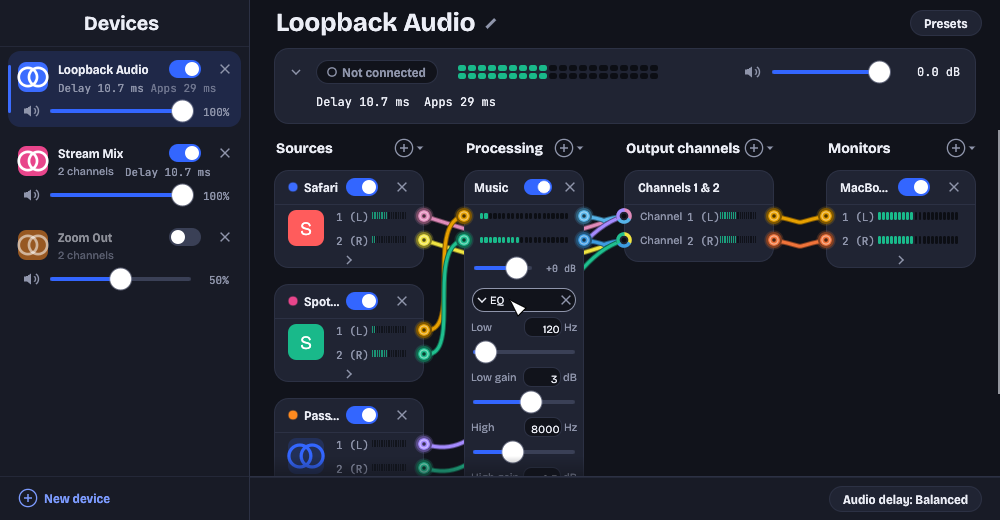 Devices
Loopback Audio
Delay 10.7 ms Apps 29 ms
100%
Stream Mix
2 channels Delay 10.7 ms
100%
Zoom Out
2 channels
50%
New device
Loopback Audio
Presets
Not connected
0.0 dB
Delay 10.7 ms Apps 29 ms
Sources
Processing
Output channels
Monitors
Safari
S
1 (L)
2 (R)
Spot...
S
1 (L)
2 (R)
Pass...
1 (L)
2 (R)
Music
+0 dB
EQ
Low 120 Hz
Low gain 3 dB
High 8000 Hz
Channels 1 & 2
Channel 1 (L)
Channel 2 (R)
MacBo...
1 (L)
2 (R)
Audio delay: Balanced